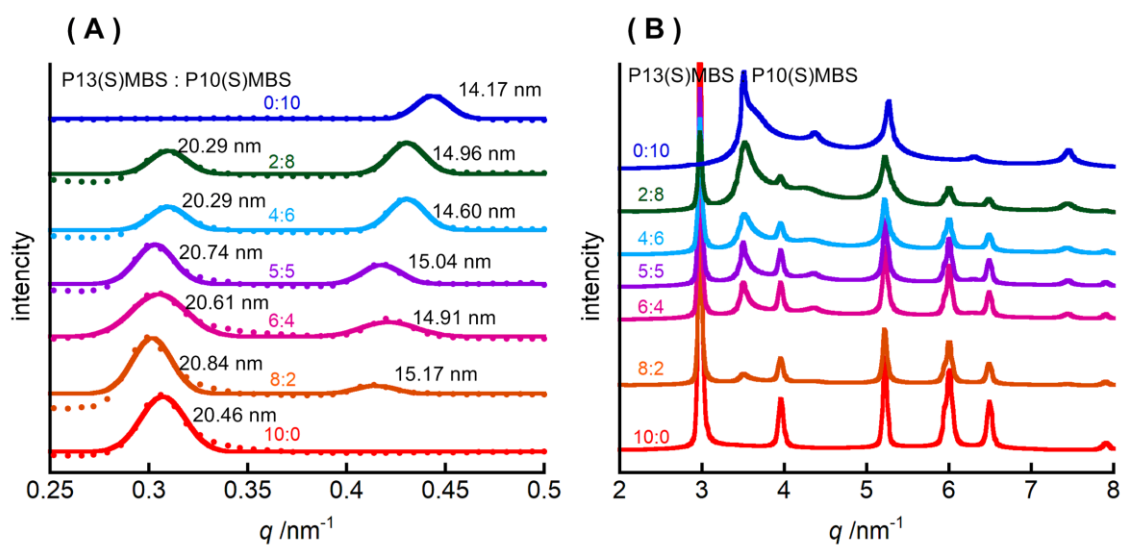 ( A )
P13(S)MBS : P10(S)MBS
0:10
14.17 nm
20.29 nm
2:8
14.96 nm
20.29 nm
4:6
14.60 nm
20.74 nm
5:5
15.04 nm
20.61 nm
6:4
14.91 nm
20.84 nm
8:2
15.17 nm
20.46 nm
10:0
intencity
0.25 0.3 0.35 0.4 0.45 0.5
q /nm-1
( B )
P13(S)MBS : P10(S)MBS
0:10
2:8
4:6
5:5
6:4
8:2
10:0
intencity
2 3 4 5 6 7 8
q /nm-1